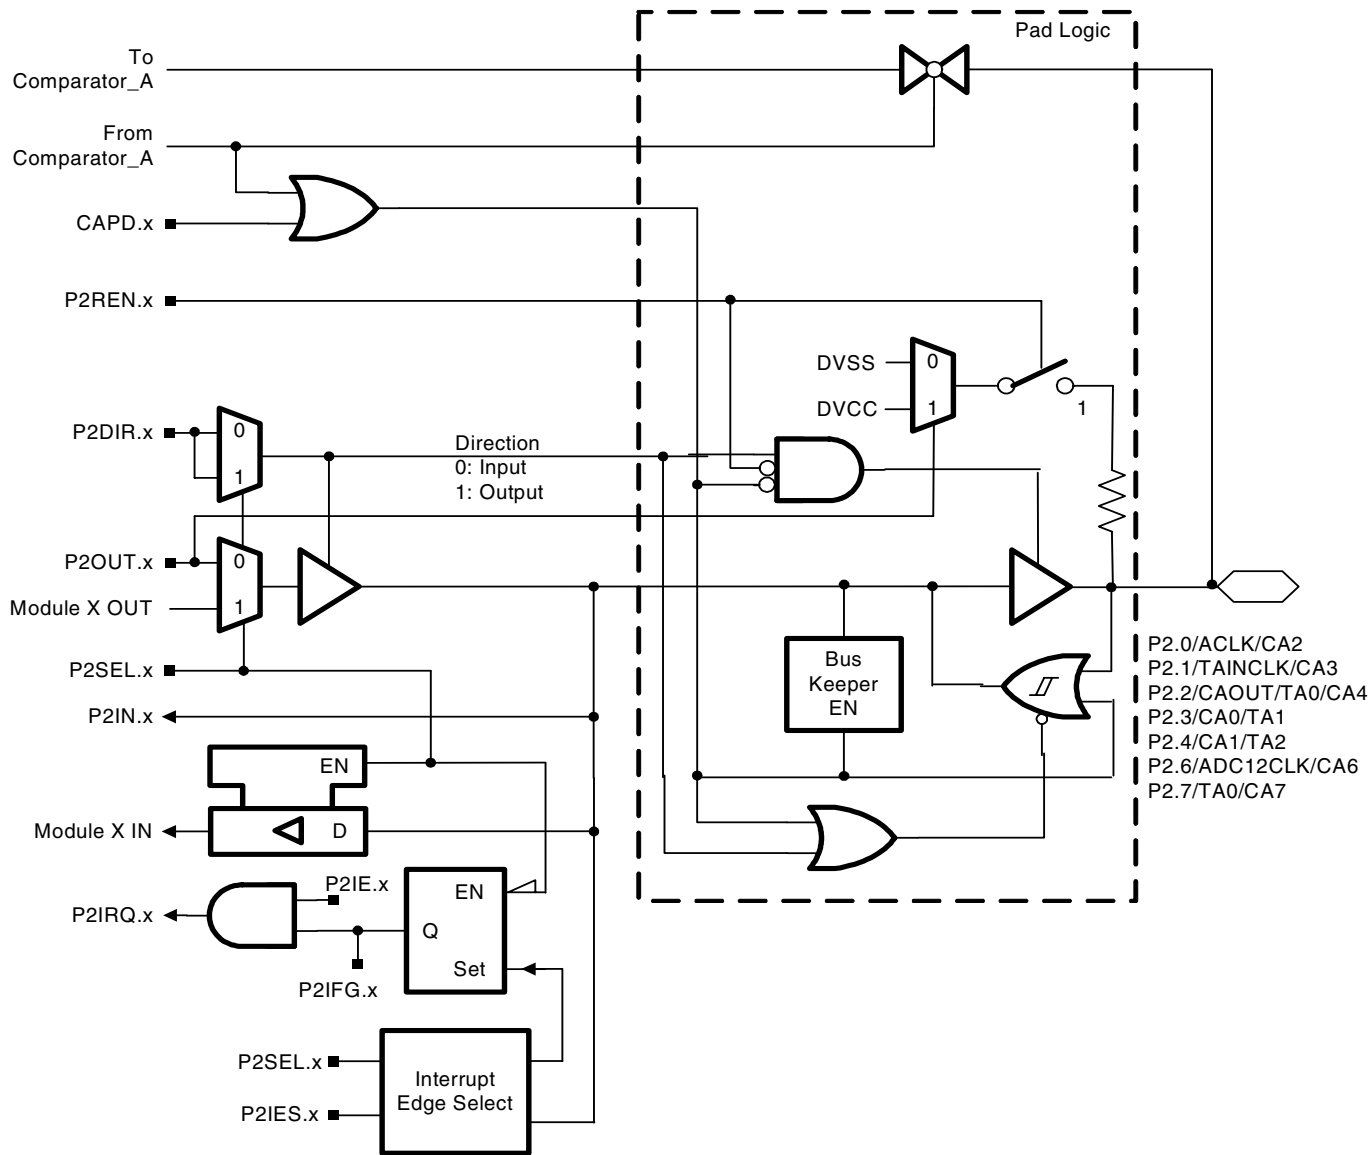 Pad Logic
To
Comparator_A
From
Comparator_A
CAPD.x
P2REN.x
DVSS
0
DVCC
1
1
P2DIR.x
0
1
Direction
0: Input
1: Output
P2OUT.x
0
Module X OUT
1
P2SEL.x
Bus
Keeper
EN
P2.0/ACLK/CA2
P2.1/TAINCLK/CA3
P2.2/CAOUT/TA0/CA4
P2.3/CA0/TA1
P2.4/CA1/TA2
P2.6/ADC12CLK/CA6
P2.7/TA0/CA7
P2IN.x
EN
Module X IN
D
P2IE.x
P2IRQ.x
EN
Q
Set
P2IFG.x
P2SEL.x
P2IES.x
Interrupt
Edge Select